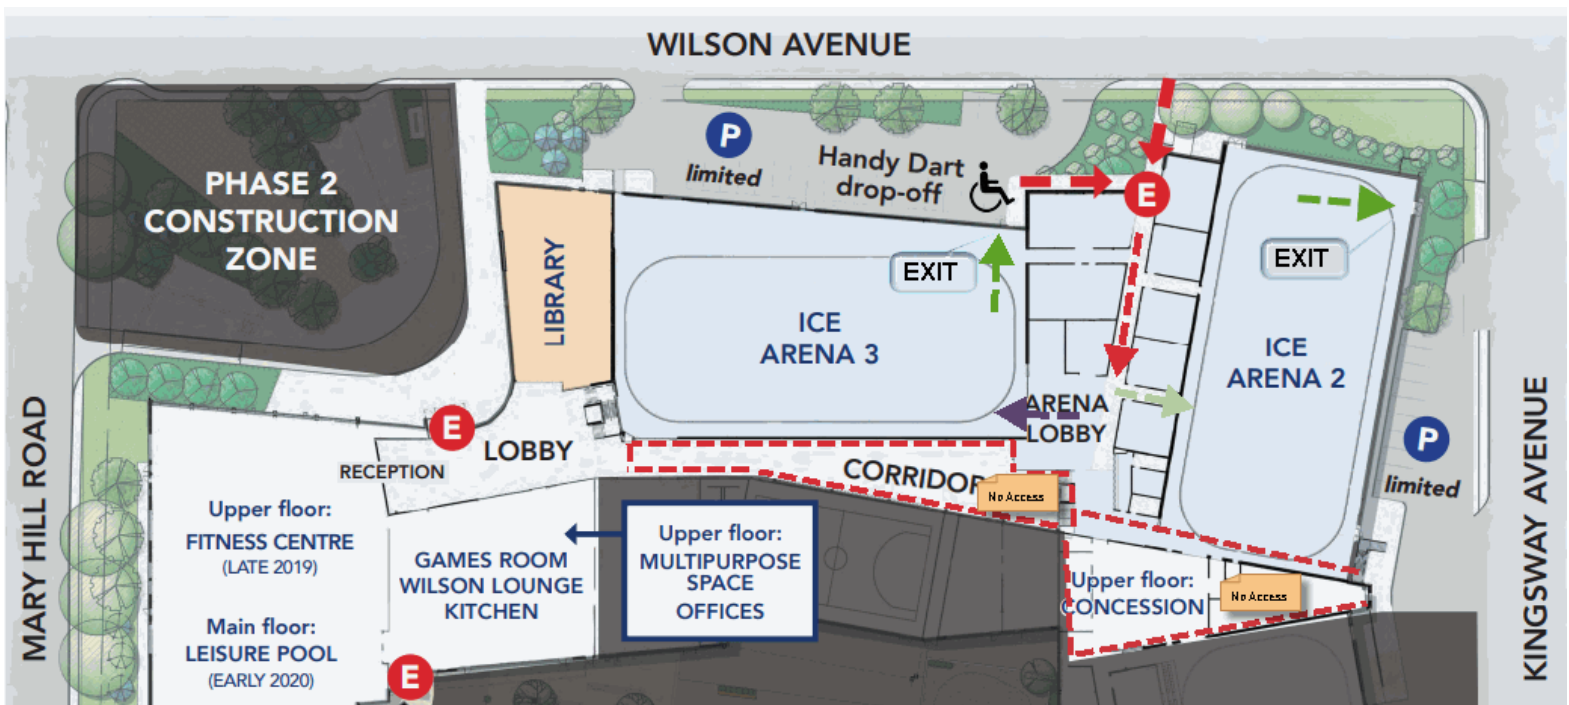 WILSON AVENUE
PHASE 2
CONSTRUCTION
ZONE
P
limited
Handy Dart
drop-off
E
LIBRARY
EXIT
EXIT
ICE
ARENA 3
ICE
ARENA 2
ARENA
LOBBY
MARY HILL ROAD
E
LOBBY
RECEPTION
CORRIDOR
No Access
P
limited
KINGSWAY AVENUE
Upper floor:
FITNESS CENTRE
(LATE 2019)
Main floor:
LEISURE POOL
(EARLY 2020)
GAMES ROOM
WILSON LOUNGE
KITCHEN
Upper floor:
MULTIPURPOSE
SPACE
OFFICES
Upper floor:
CONCESSION
No Access
E